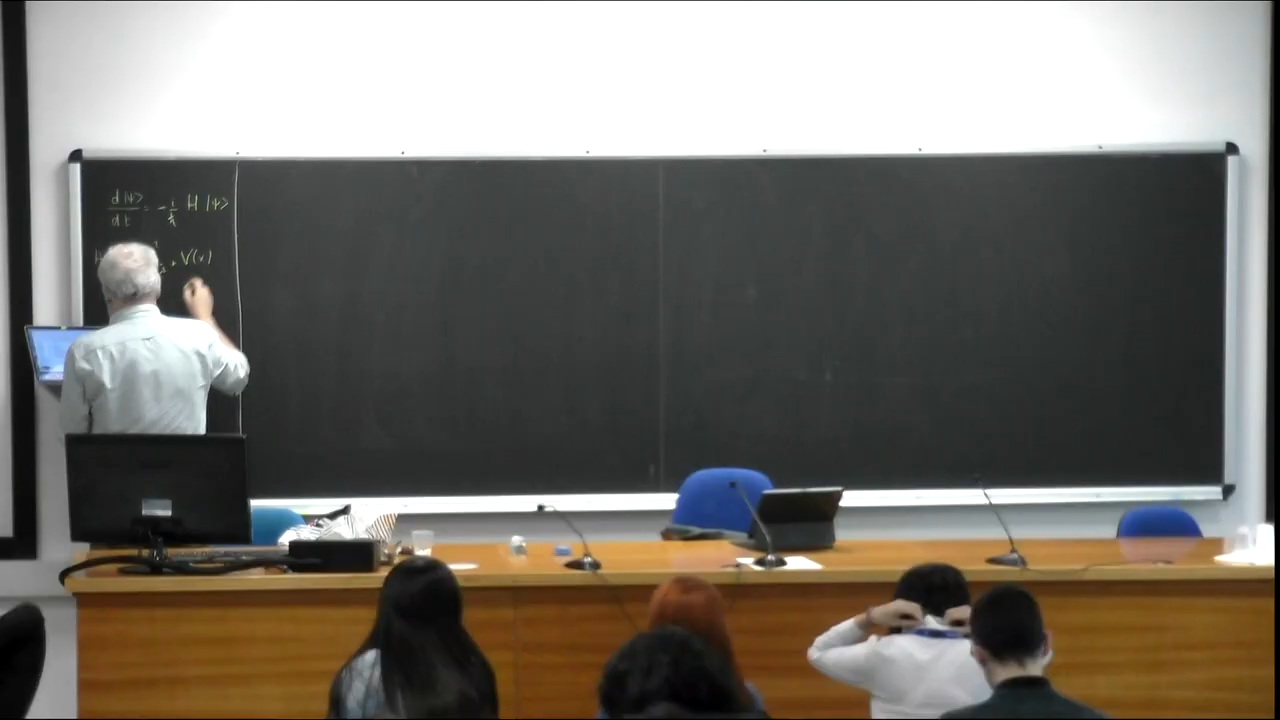 d|ψ>/dt = -i/ħ H |ψ>
+ V(x)